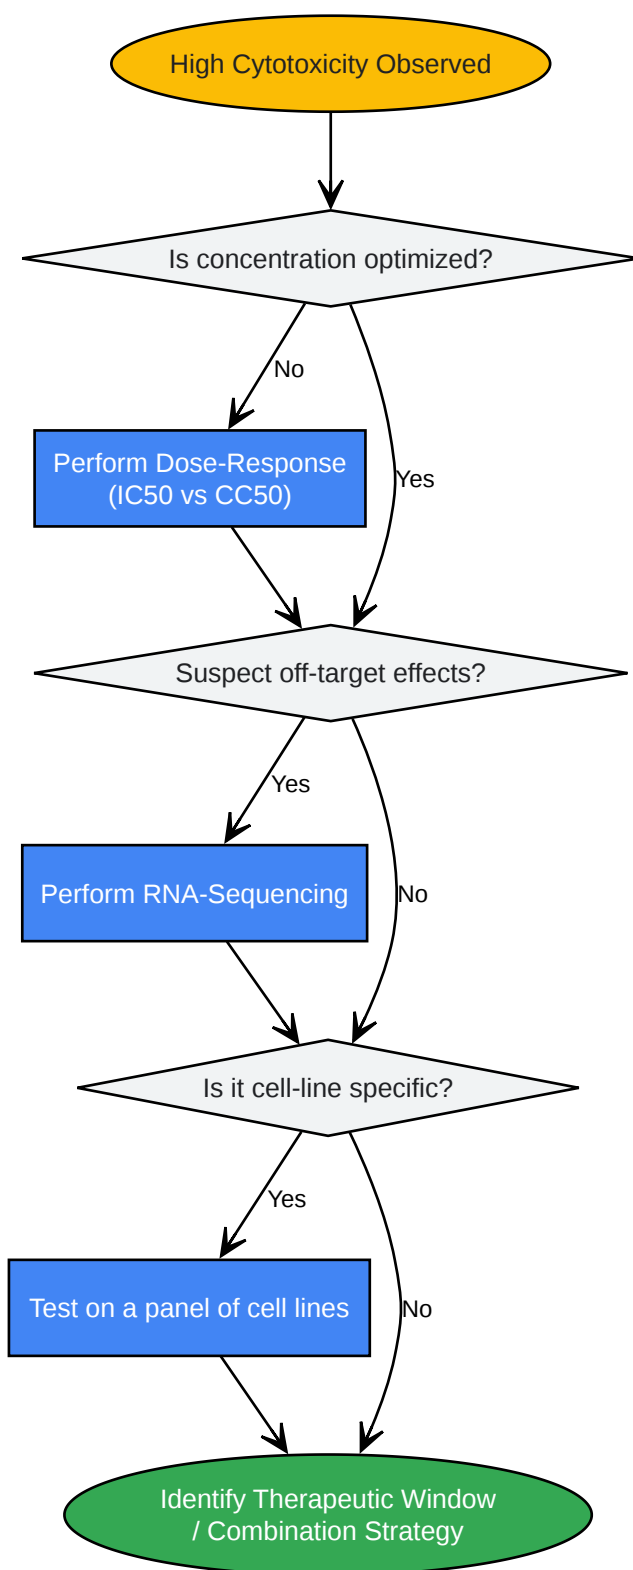 High Cytotoxicity Observed
Is concentration optimized?
No
Perform Dose-Response
(IC50 vs CC50)
Yes
Suspect off-target effects?
Yes
Perform RNA-Sequencing
No
Is it cell-line specific?
Yes
Test on a panel of cell lines
No
Identify Therapeutic Window
/ Combination Strategy